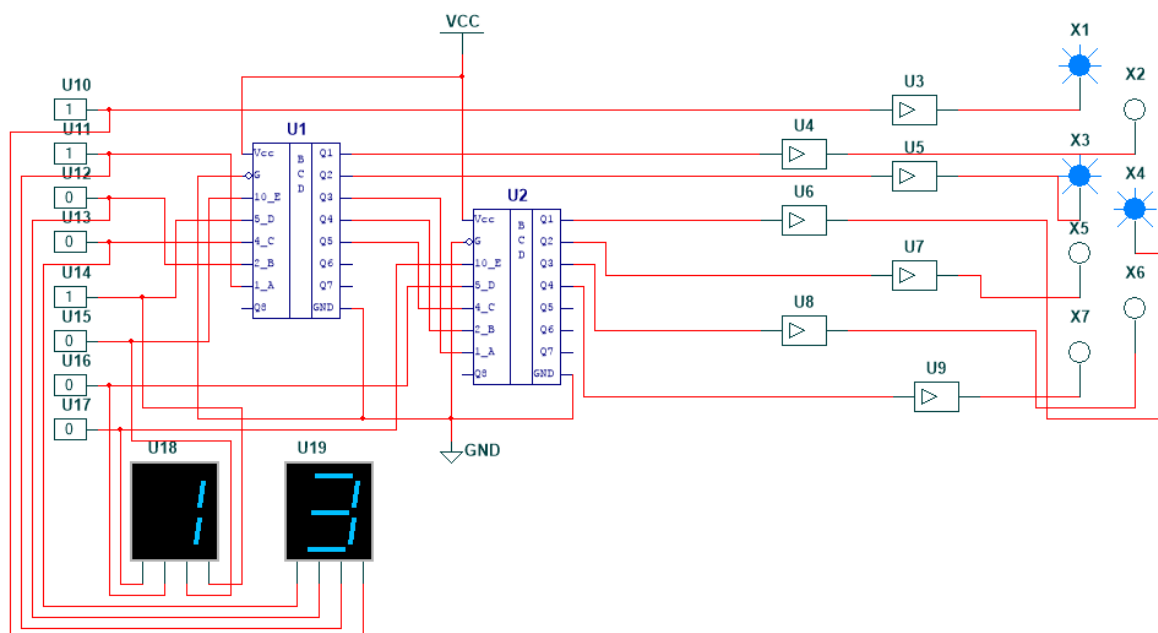 VCC
X1
U10
1
U3
X2
U11
1
U1
U4
U5
X3
U12
0
U13
0
U14
1
U15
0
U16
0
U17
0
Vcc
G
10_E
5_D
4_C
2_B
1_A
Q8
B
C
D
Q1
Q2
Q3
Q4
Q5
Q6
Q7
GND
U2
Vcc
G
10_E
5_D
4_C
2_B
1_A
Q8
B
C
D
Q1
Q2
Q3
Q4
Q5
Q6
Q7
GND
U6
X4
X5
U7
X6
U8
X7
U9
GND
U18
U19
1
3